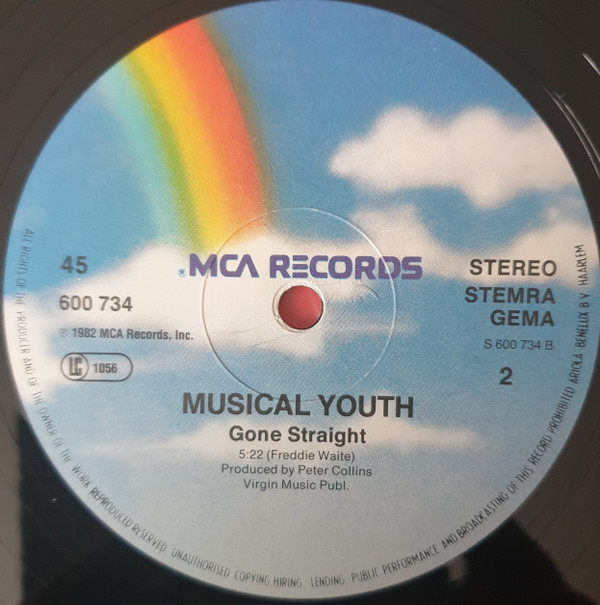 ® MCA RECORDS
45
600 734
℗ 1982 MCA Records, Inc.
LC 1056
STEREO
STEMRA
GEMA
S 600 734 B
2
MUSICAL YOUTH
Gone Straight
5:22 (Freddie Waite)
Produced by Peter Collins
Virgin Music Publ.
ALL RIGHTS OF THE PRODUCER AND OF THE OWNER OF THE WORK REPRODUCED RESERVED UNAUTHORISED COPYING HIRING, LENDING, PUBLIC PERFORMANCE AND BROADCASTING OF THIS RECORD PROHIBITED ARIOLA BENELUX B V HAARLEM